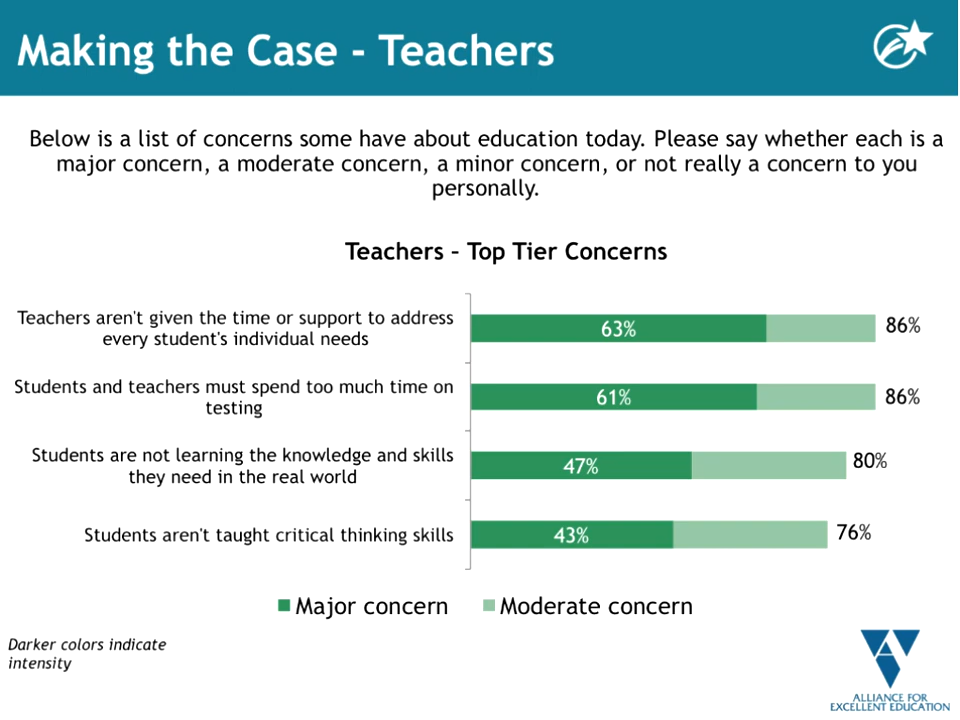 Making the Case - Teachers
Below is a list of concerns some have about education today. Please say whether each is a
major concern, a moderate concern, a minor concern, or not really a concern to you
personally.
Teachers – Top Tier Concerns
Teachers aren't given the time or support to address
every student's individual needs
63%
86%
Students and teachers must spend too much time on
testing
61%
86%
Students are not learning the knowledge and skills
they need in the real world
47%
80%
Students aren't taught critical thinking skills
43%
76%
Major concern
Moderate concern
Darker colors indicate
intensity
ALLIANCE FOR
EXCELLENT EDUCATION